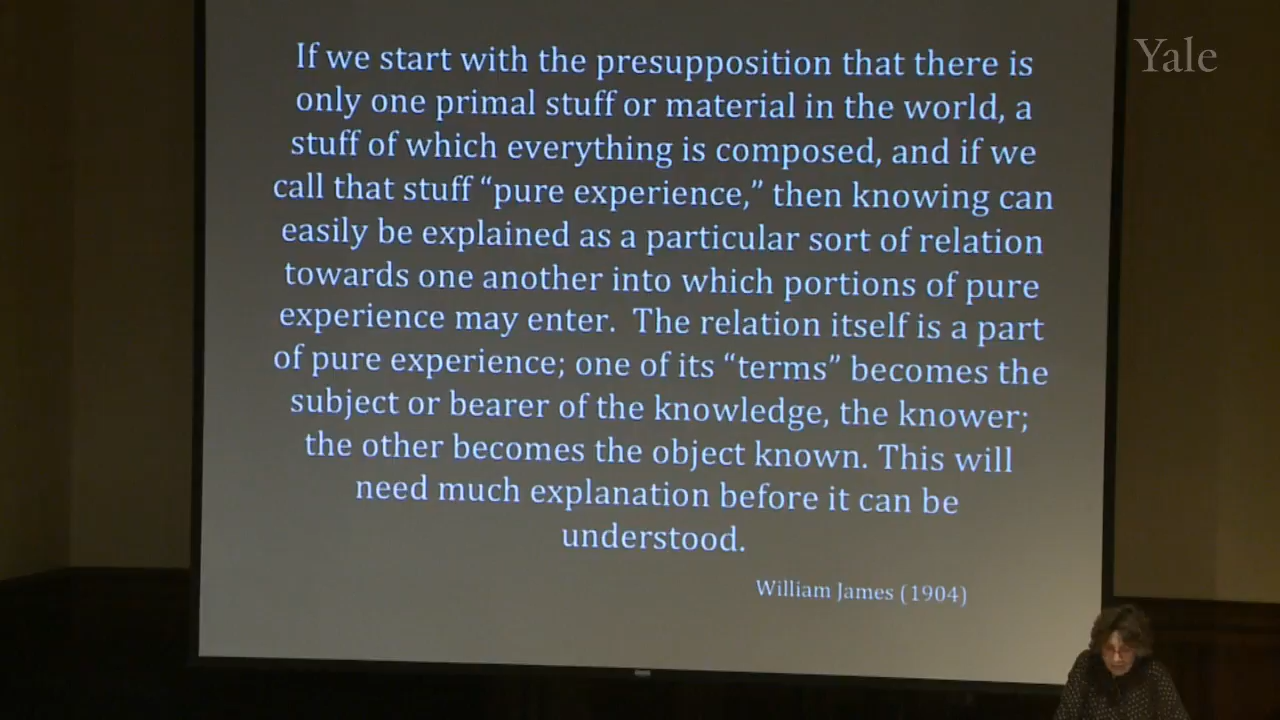 If we start with the presupposition that there is
only one primal stuff or material in the world, a
stuff of which everything is composed, and if we
call that stuff “pure experience,” then knowing can
easily be explained as a particular sort of relation
towards one another into which portions of pure
experience may enter.  The relation itself is a part
of pure experience; one of its “terms” becomes the
subject or bearer of the knowledge, the knower;
the other becomes the object known. This will
need much explanation before it can be
understood.
William James (1904)
Yale